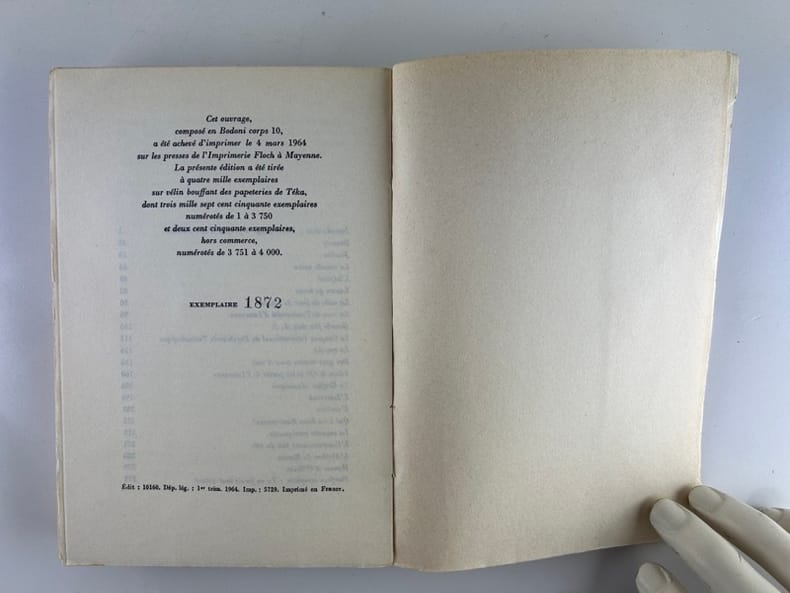 Cet ouvrage,
composé en Bodoni corps 10,
a été achevé d'imprimer le 4 mars 1964
sur les presses de l'Imprimerie Floch à Mayenne.
La présente édition a été tirée
à quatre mille exemplaires
sur vélin bouffant des papeteries de Téka,
dont trois mille sept cent cinquante exemplaires
numérotés de 1 à 3 750
et deux cent cinquante exemplaires,
hors commerce,
numérotés de 3 751 à 4 000.
EXEMPLAIRE 1872
Édit : 10160. Dép. lég. : 1er trim. 1964. Imp. : 5729. Imprimé en France.